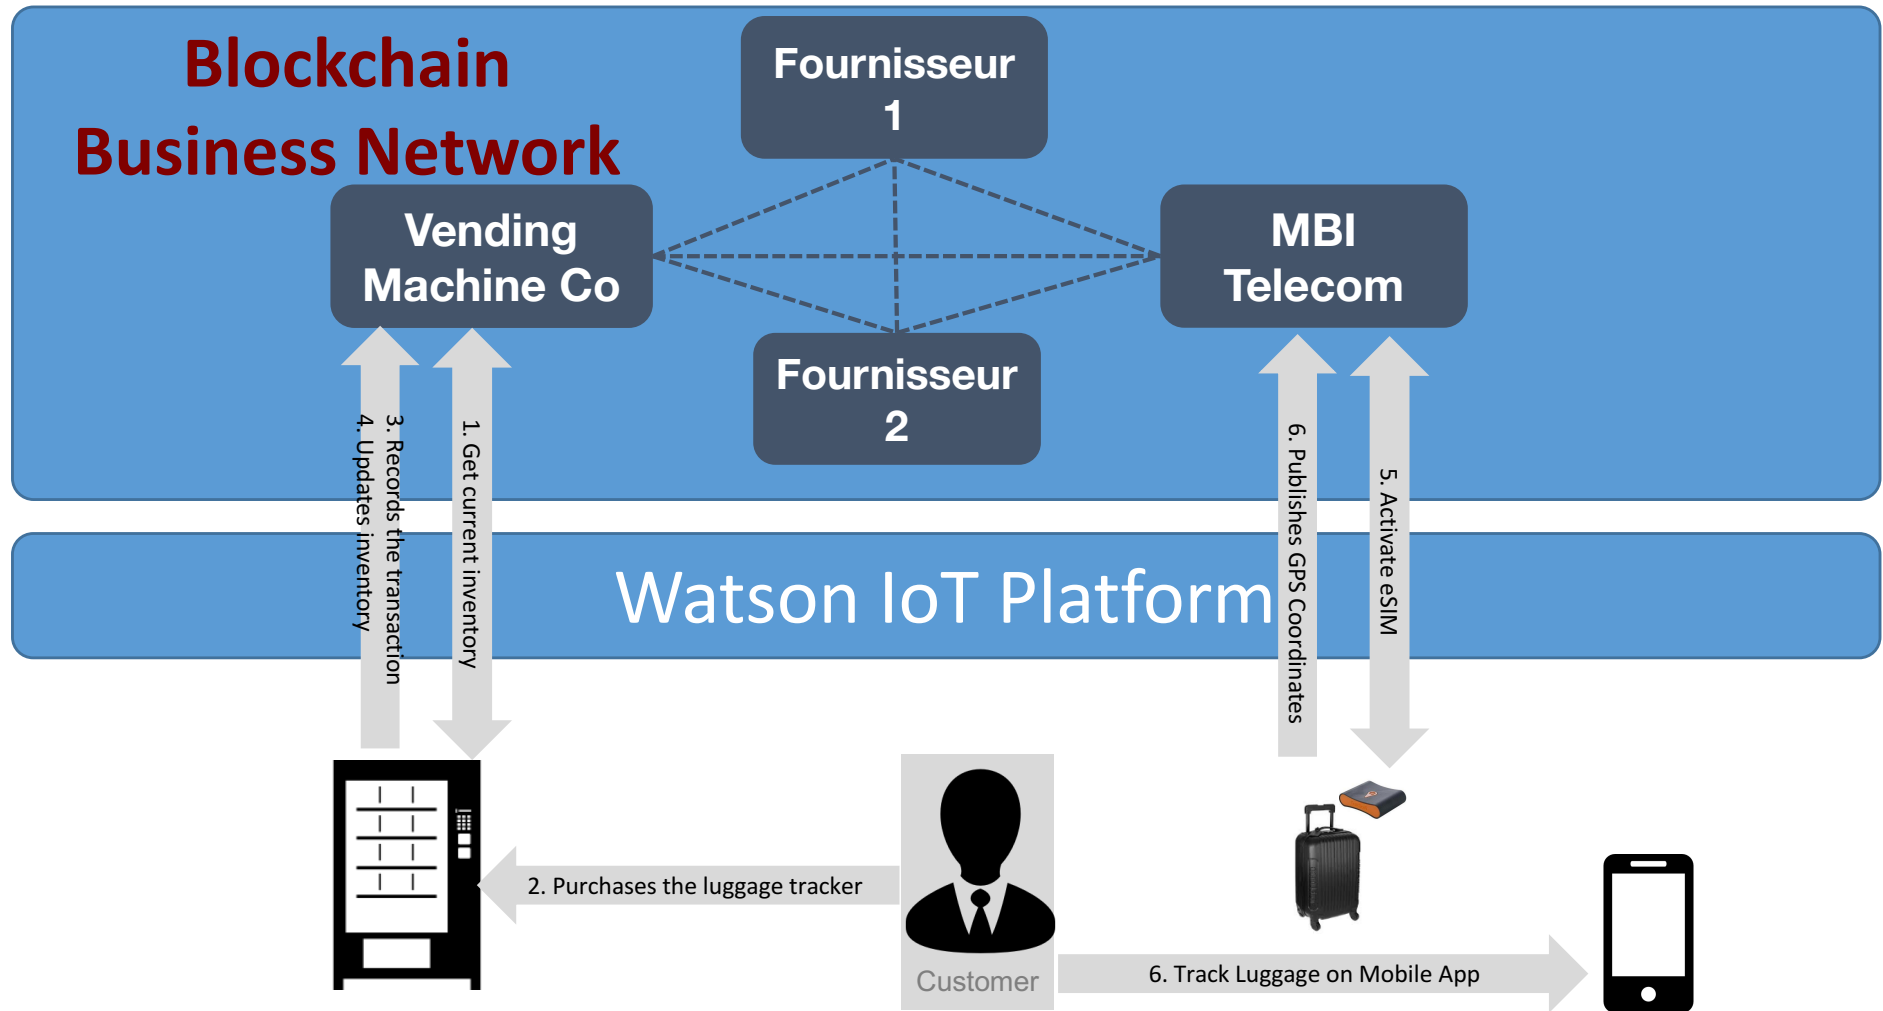 Blockchain
Business Network
Fournisseur
1
Vending
Machine Co
MBI
Telecom
Fournisseur
2
3. Records the transaction
4. Updates inventory
1. Get current inventory
6. Publishes GPS Coordinates
5. Activate eSIM
Watson IoT Platform
2. Purchases the luggage tracker
Customer
6. Track Luggage on Mobile App